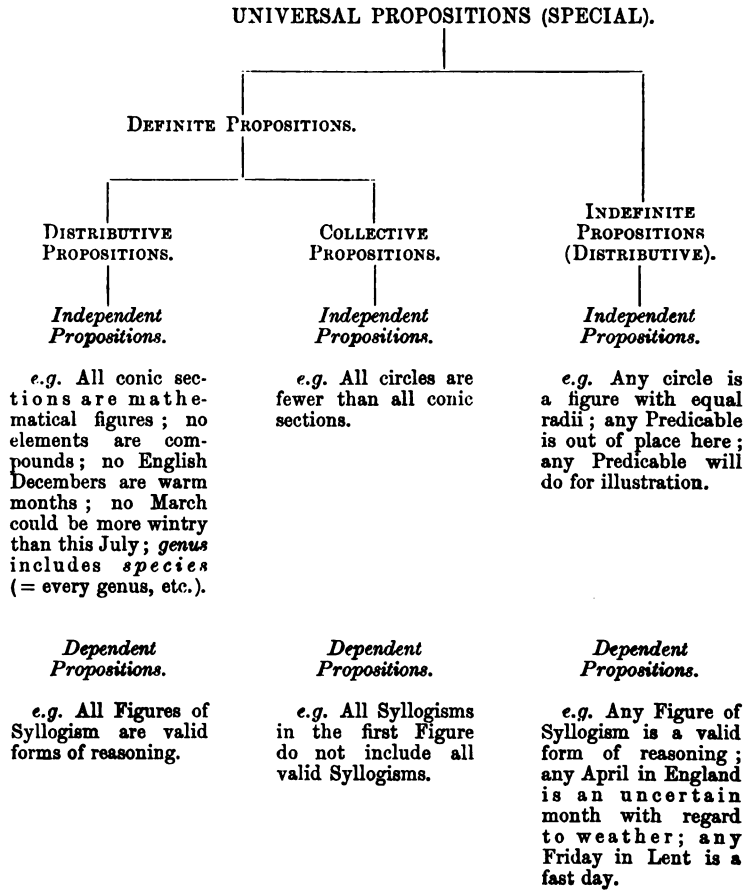 UNIVERSAL PROPOSITIONS (SPECIAL).
DEFINITE PROPOSITIONS.
DISTRIBUTIVE
PROPOSITIONS.
Independent
Propositions.
e.g. All conic sec-
tions are mathe-
matical figures ; no
elements are com-
pounds ; no English
Decembers are warm
months ; no March
could be more wintry
than this July ; genus
includes species
(= every genus, etc.).
Dependent
Propositions.
e.g. All Figures of
Syllogism are valid
forms of reasoning.
COLLECTIVE
PROPOSITIONS.
Independent
Propositions.
e.g. All circles are
fewer than all conic
sections.
Dependent
Propositions.
e.g. All Syllogisms
in the first Figure
do not include all
valid Syllogisms.
INDEFINITE
PROPOSITIONS
(DISTRIBUTIVE).
Independent
Propositions.
e.g. Any circle is
a figure with equal
radii ; any Predicable
is out of place here ;
any Predicable will
do for illustration.
Dependent
Propositions.
e.g. Any Figure of
Syllogism is a valid
form of reasoning ;
any April in England
is an uncertain
month with regard
to weather ; any
Friday in Lent is a
fast day.